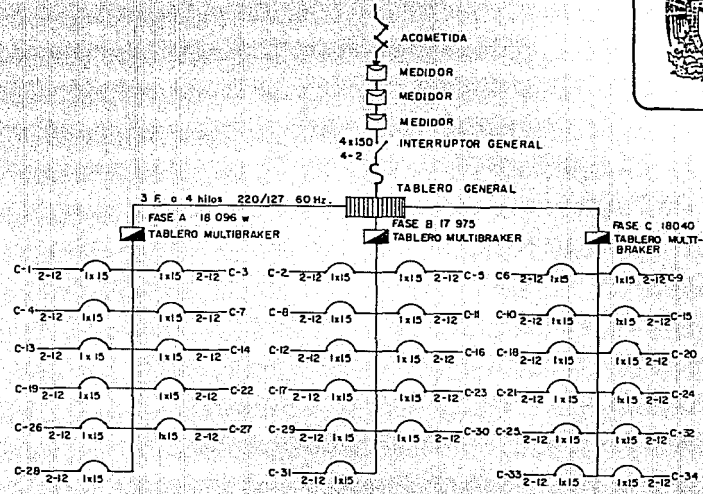 ACOMETIDA
MEDIDOR
MEDIDOR
MEDIDOR
4x150 INTERRUPTOR GENERAL
4-2
TABLERO GENERAL
3 F. a 4 hilos 220/127 60 Hz.
FASE A 18 096 w
TABLERO MULTIBRAKER
FASE B 17 975
TABLERO MULTIBRAKER
FASE C 18040
TABLERO MULTI-
BRAKER
C-1 2-12 1x15 1x15 2-12 C-3
C-4 2-12 1x15 1x15 2-12 C-7
C-13 2-12 1x15 1x15 2-12 C-14
C-19 2-12 1x15 1x15 2-12 C-22
C-26 2-12 1x15 1x15 2-12 C-27
C-28 2-12 1x15
C-2 2-12 1x15 1x15 2-12 C-5
C-8 2-12 1x15 1x15 2-12 C-11
C-12 2-12 1x15 1x15 2-12 C-16
C-17 2-12 1x15 1x15 2-12 C-23
C-29 2-12 1x15 1x15 2-12 C-30
C-31 2-12 1x15
C6 2-12 1x15 1x15 2-12 C-9
C-10 2-12 1x15 1x15 2-12 C-15
C-18 2-12 1x15 1x15 2-12 C-20
C-21 2-12 1x15 1x15 2-12 C-24
C-25 2-12 1x15 1x15 2-12 C-32
C-33 2-12 1x15 1x15 2-12 C-34